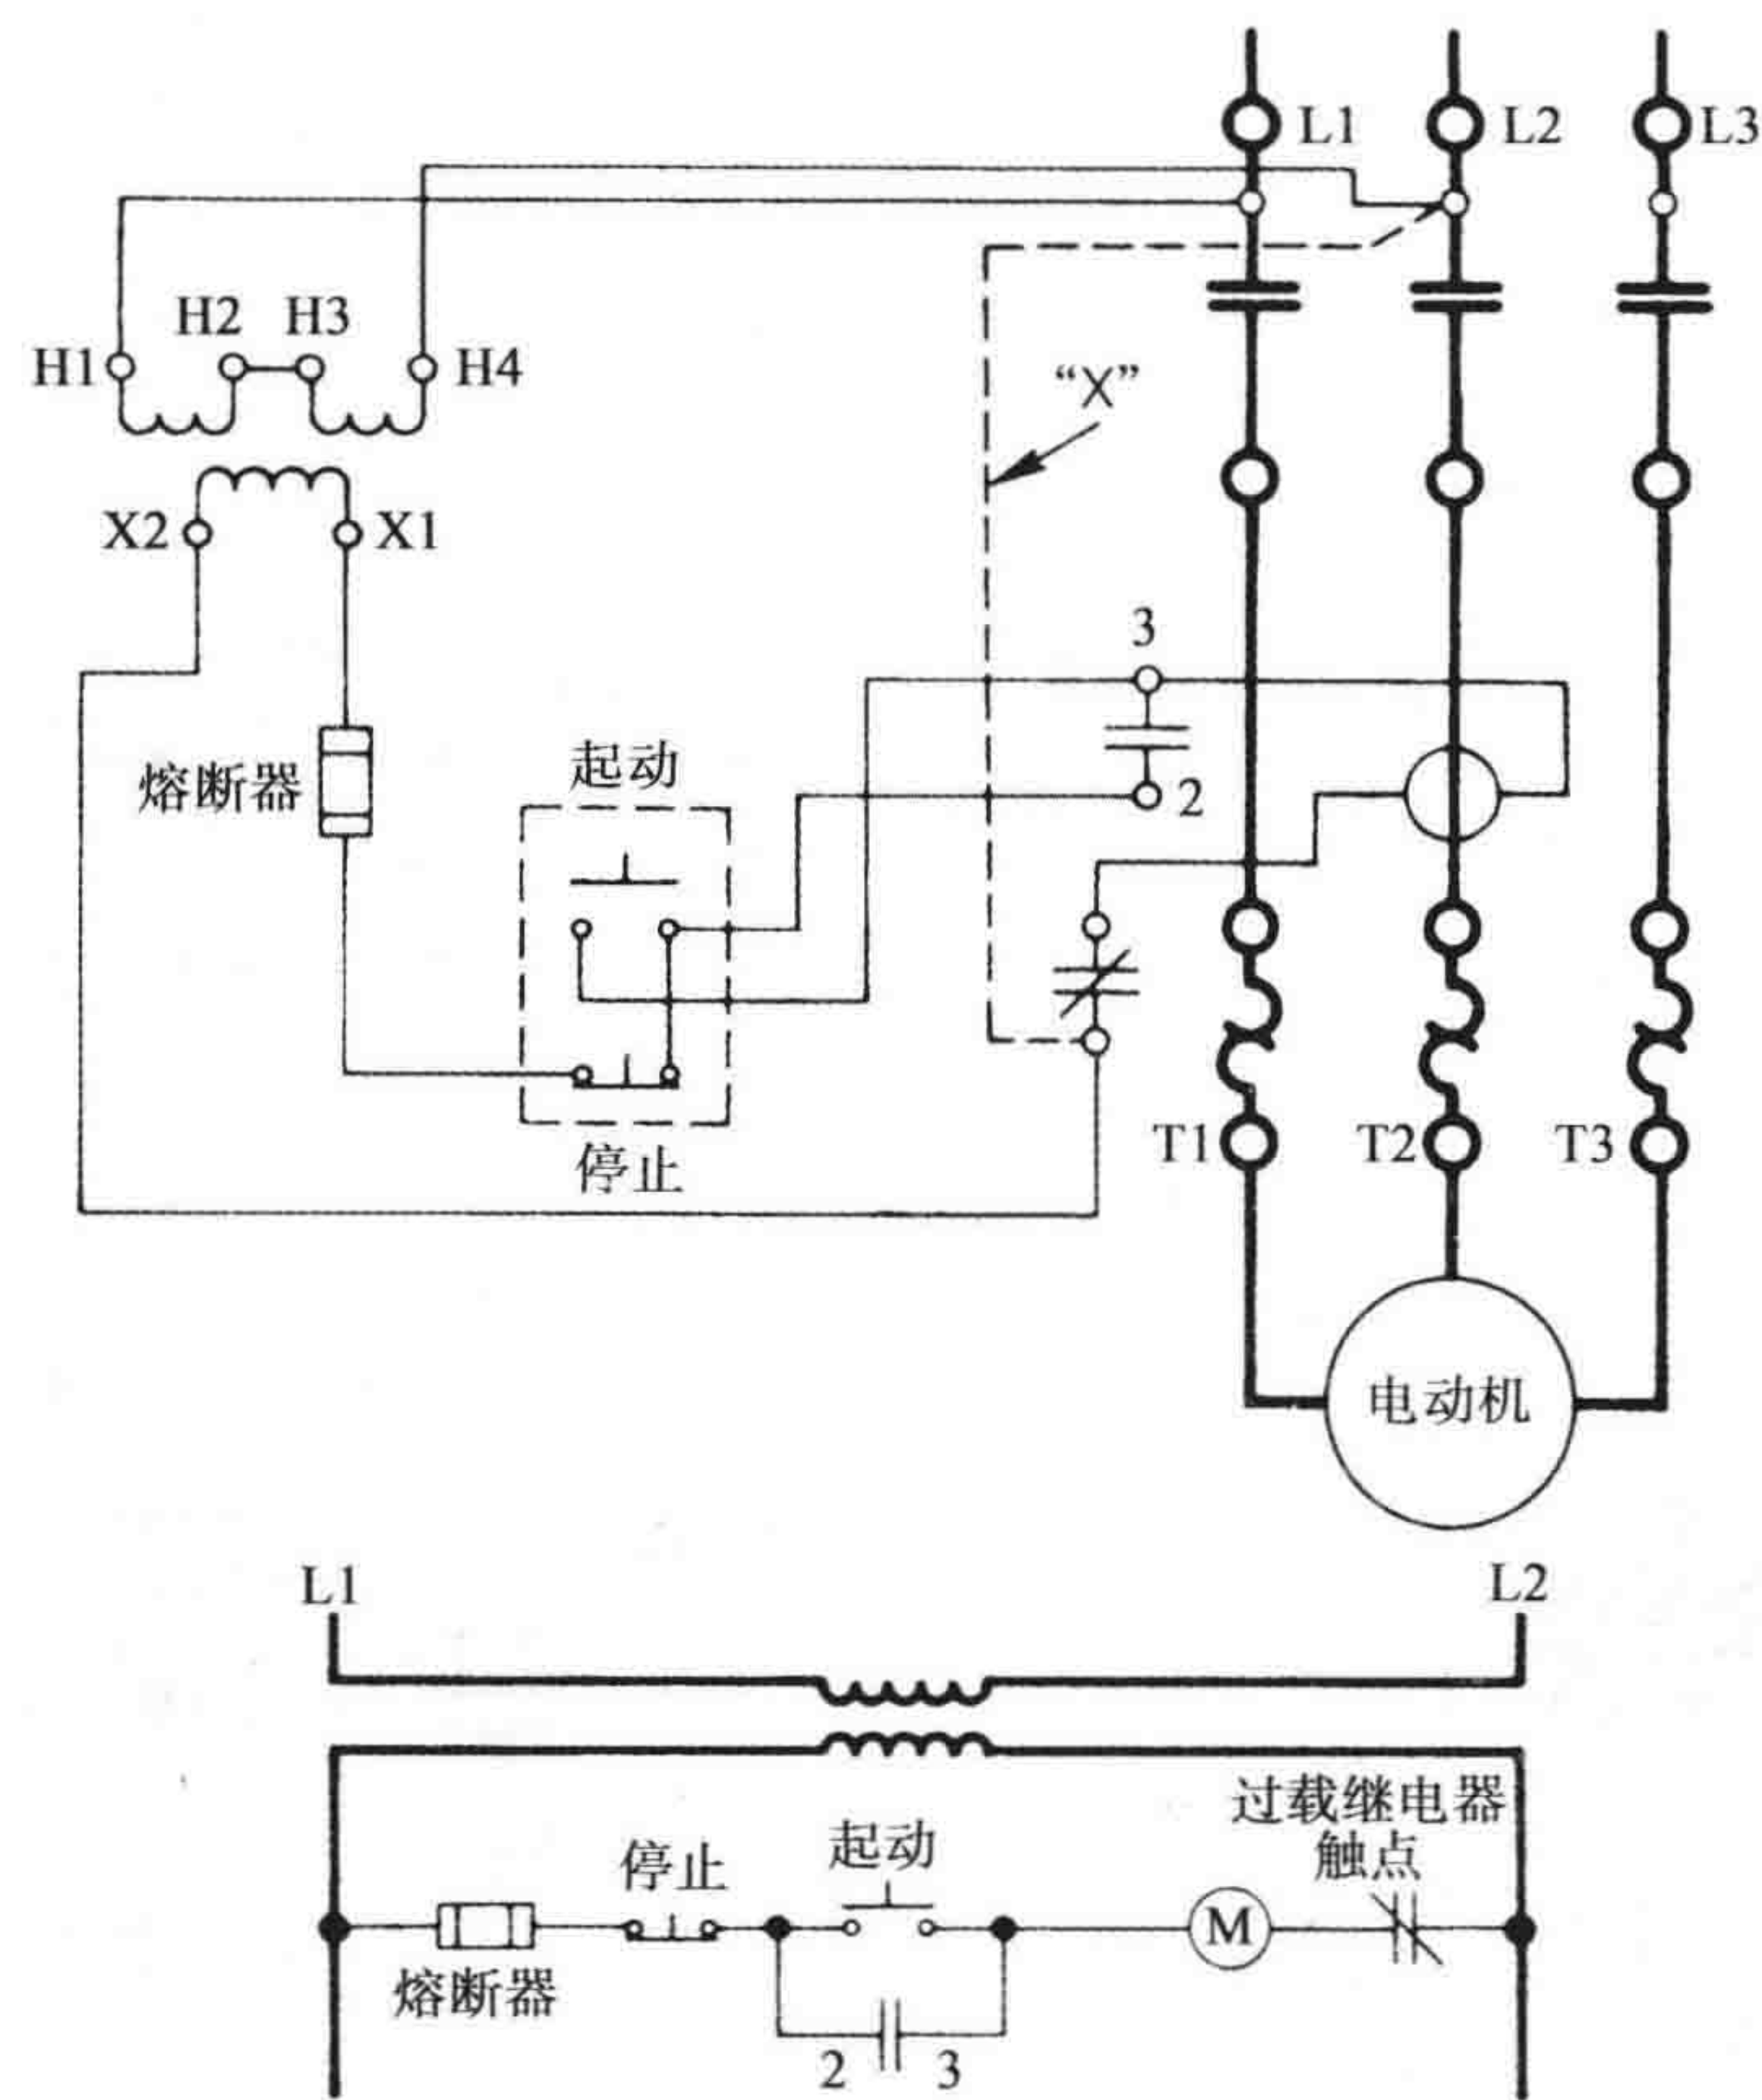 L1 L2 L3
H2 H3
H1 H4
“X”
X2 X1
3
起动
熔断器
2
停止
T1 T2 T3
电动机
L1 L2
过载继电器
触点
起动
停止
M
熔断器
2 3